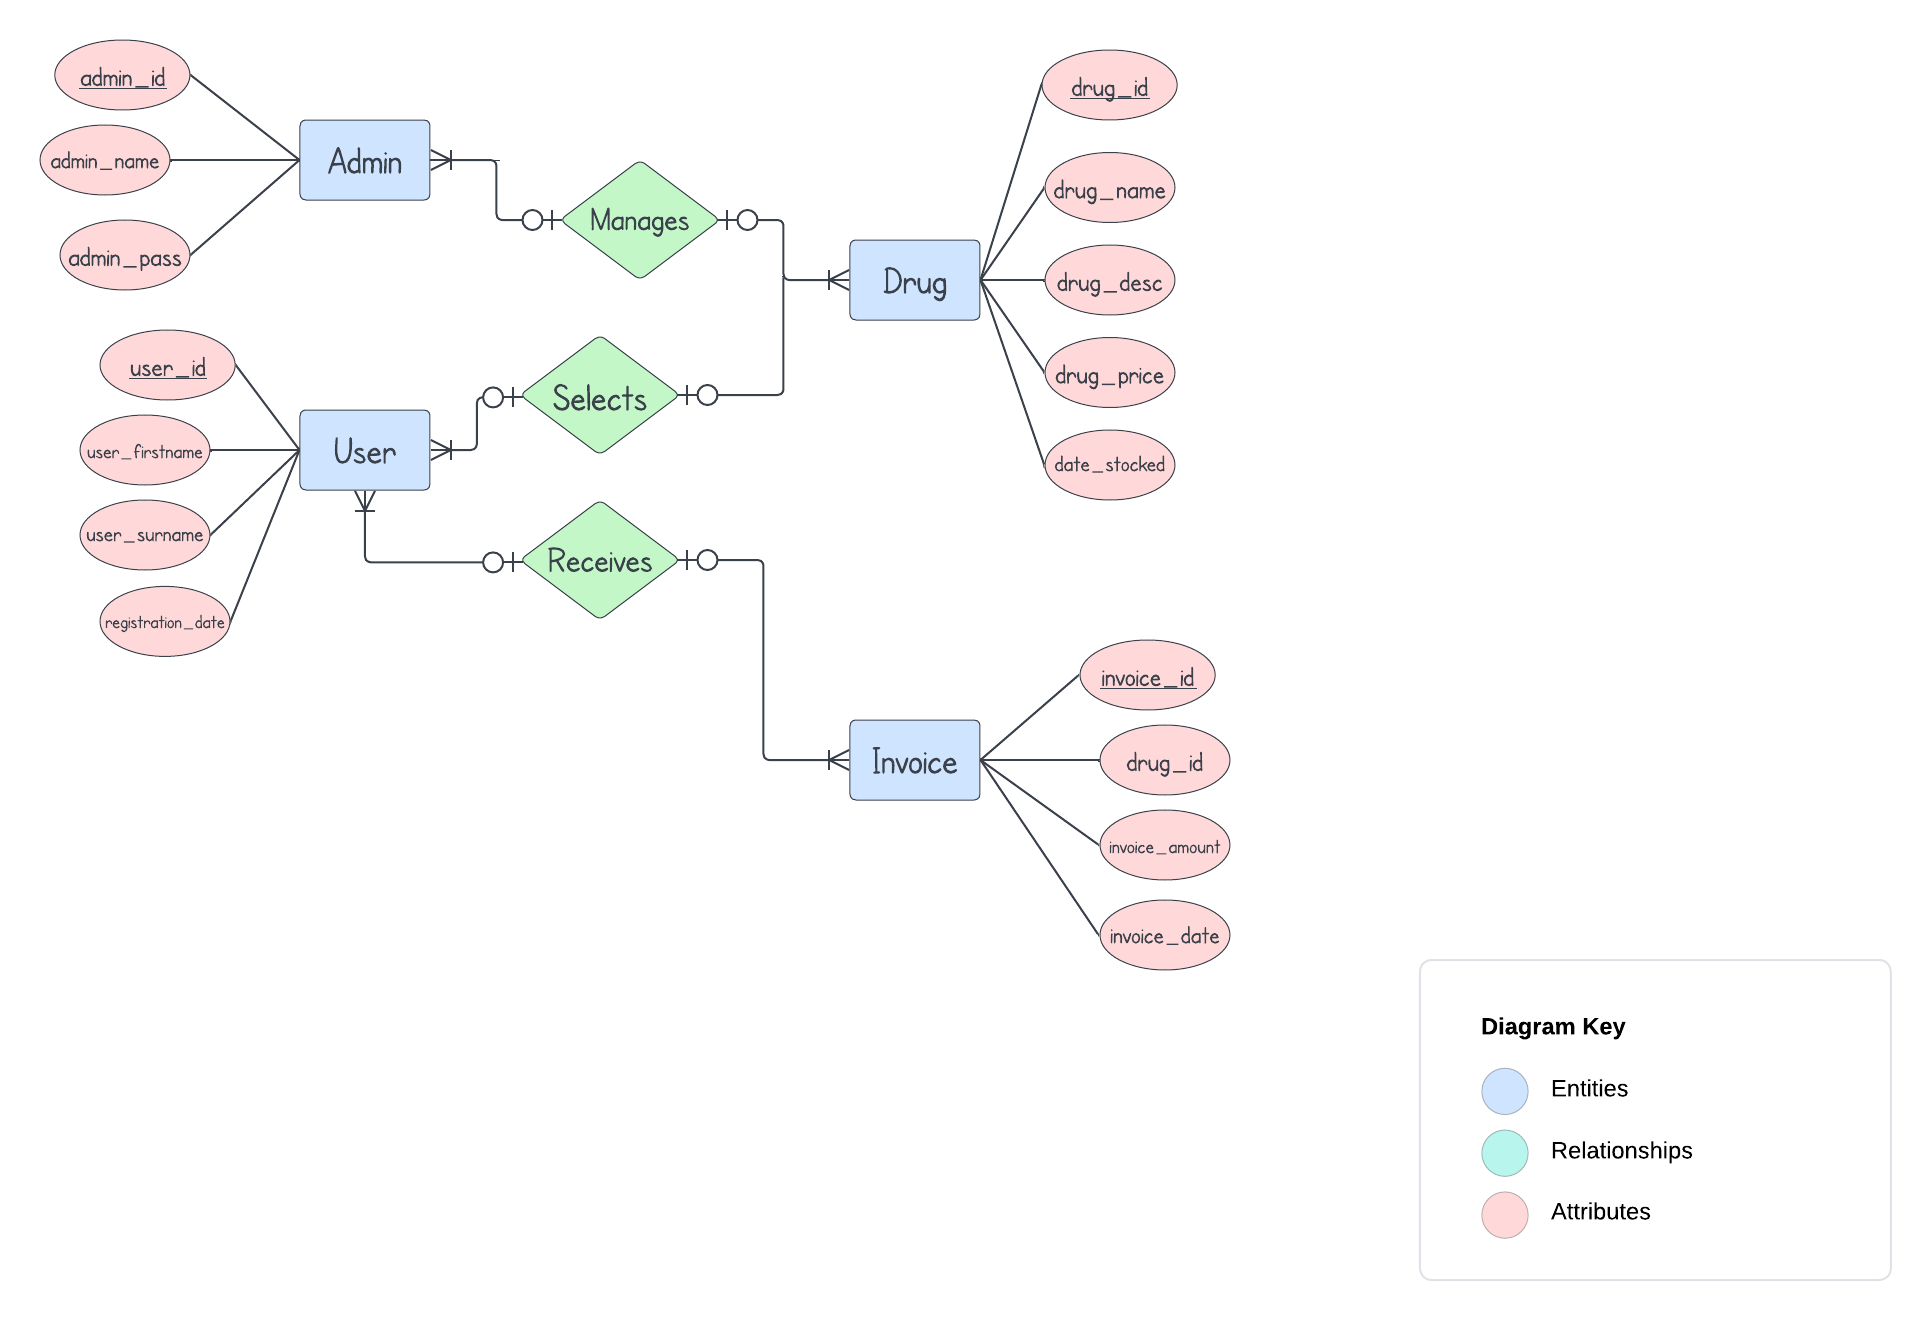 admin_id
admin_name
admin_pass
Admin
Manages
drug_id
drug_name
drug_desc
drug_price
date_stocked
Drug
user_id
user_firstname
user_surname
registration_date
User
Selects
Receives
Invoice
invoice_id
drug_id
invoice_amount
invoice_date
Diagram Key
Entities
Relationships
Attributes